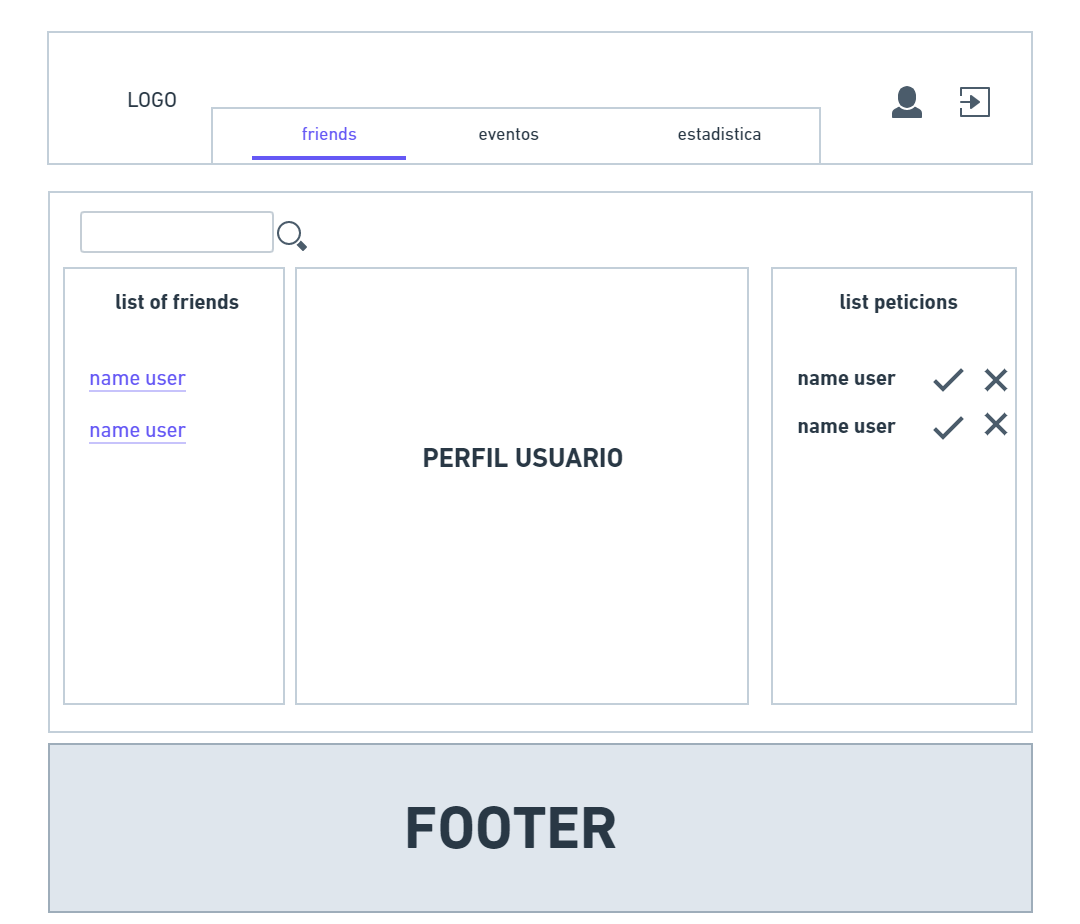 LOGO
friends
eventos
estadistica
list of friends
name user
name user
PERFIL USUARIO
list peticions
name user
name user
FOOTER